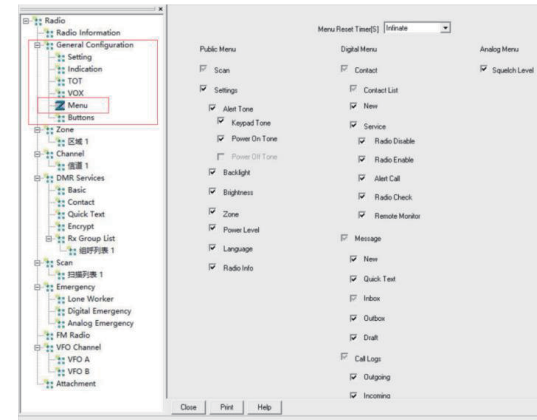 Radio
Radio Information
General Configuration
Setting
Indication
TOT
VOX
Menu
Buttons
Zone
区域 1
Channel
信道 1
DMR Services
Basic
Contact
Quick Text
Encrypt
Rx Group List
组呼列表 1
Scan
扫描列表 1
Emergency
Lone Worker
Digital Emergency
Analog Emergency
FM Radio
VFO Channel
VFO A
VFO B
Attachment
Menu Reset Timer[S] Infinate
Public Menu
Scan
Settings
Alert Tone
Keypad Tone
Power On Tone
Power Off Tone
Backlight
Brightness
Zone
Power Level
Language
Radio Info
Digital Menu
Contact
Contact List
New
Service
Radio Disable
Radio Enable
Alert Call
Radio Check
Remote Monitor
Message
New
Quick Text
Inbox
Outbox
Draft
Call Logs
Outgoing
Incoming
Analog Menu
Squelch Level
Close Print Help